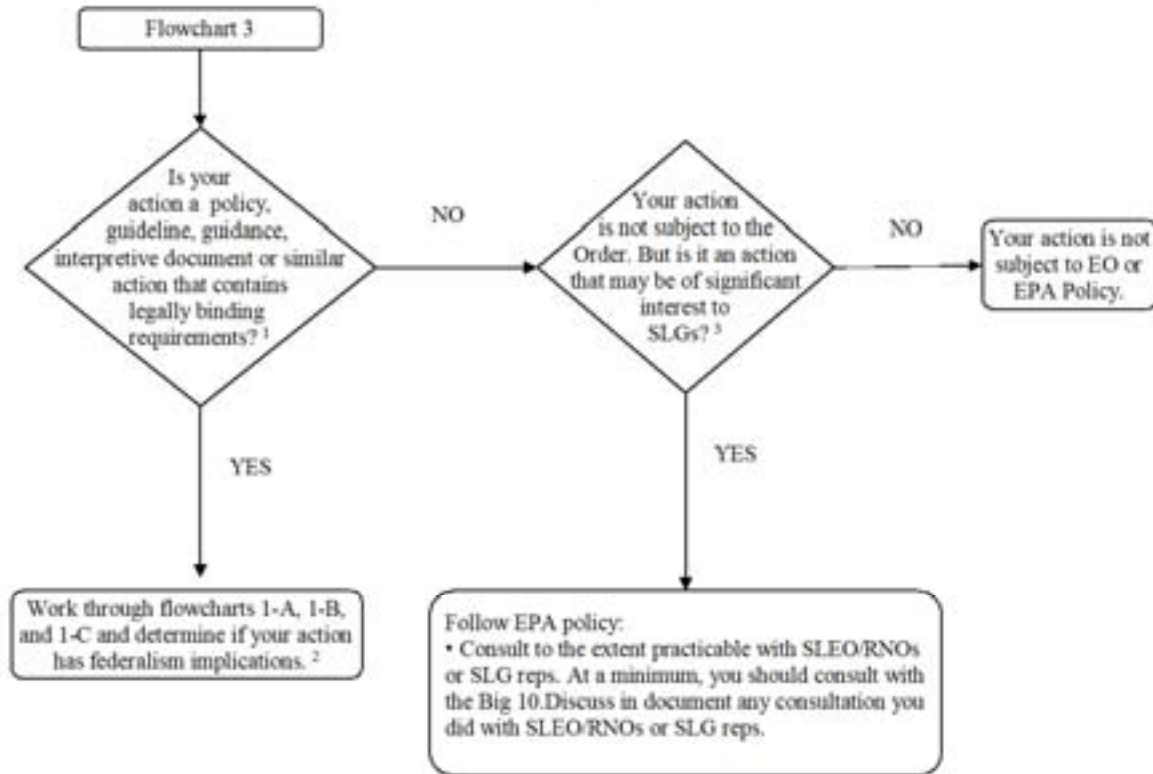 Flowchart 3
Is your
action a policy,
guideline, guidance,
interpretive document or similar
action that contains
legally binding
requirements? 1
NO
Your action
is not subject to the
Order. But is it an action
that may be of significant
interest to
SLGs? 3
NO
Your action is not
subject to EO or
EPA Policy.
YES
YES
Work through flowcharts 1-A, 1-B,
and 1-C and determine if your action
has federalism implications. 2
Follow EPA policy:
• Consult to the extent practicable with SLEO/RNOs
or SLG reps. At a minimum, you should consult with
the Big 10.Discuss in document any consultation you
did with SLEO/RNOs or SLG reps.